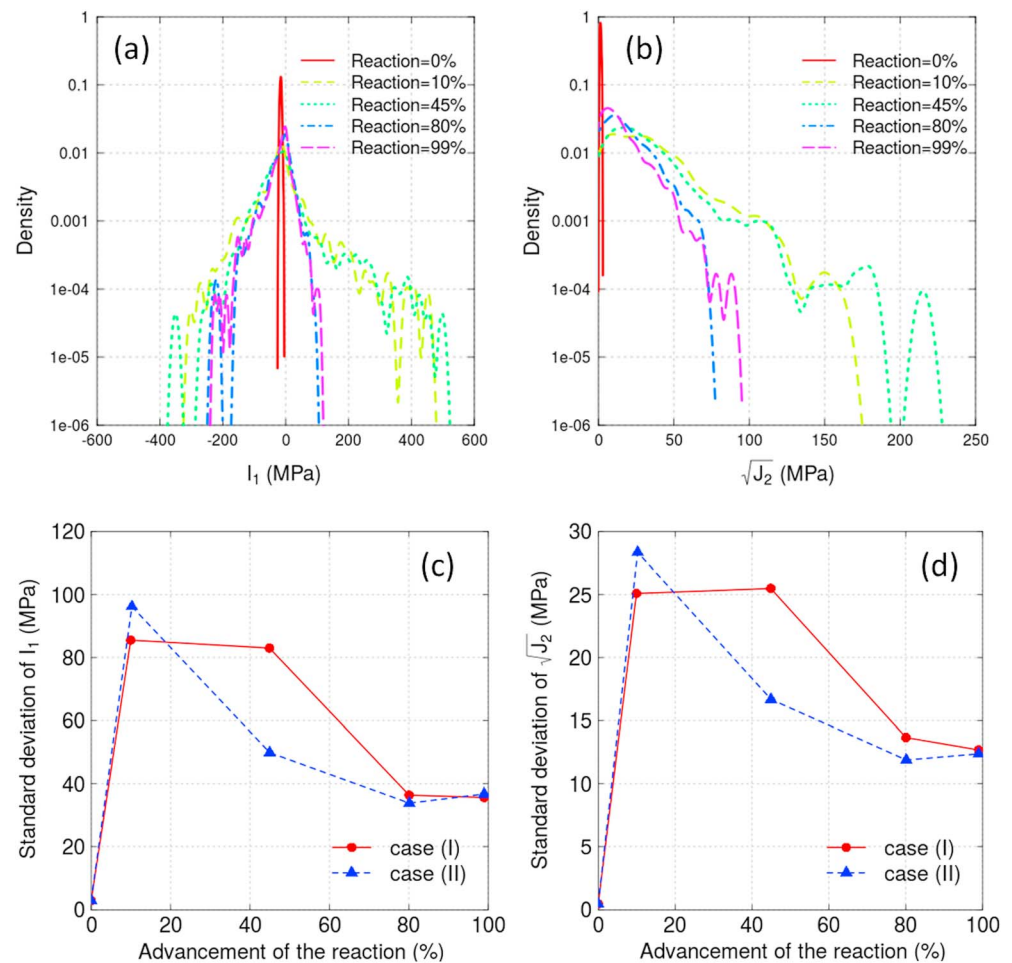 (a)
Reaction=0%
Reaction=10%
Reaction=45%
Reaction=80%
Reaction=99%
1
0.1
0.01
0.001
1e-04
1e-05
1e-06
Density
-600 -400 -200 0 200 400 600
I₁ (MPa)
(b)
Reaction=0%
Reaction=10%
Reaction=45%
Reaction=80%
Reaction=99%
1
0.1
0.01
0.001
1e-04
1e-05
1e-06
Density
0 50 100 150 200 250
√J₂ (MPa)
(c)
120
100
80
60
40
20
0
Standard deviation of I₁ (MPa)
case (I)
case (II)
0 20 40 60 80 100
Advancement of the reaction (%)
(d)
30
25
20
15
10
5
0
Standard deviation of √J₂ (MPa)
case (I)
case (II)
0 20 40 60 80 100
Advancement of the reaction (%)